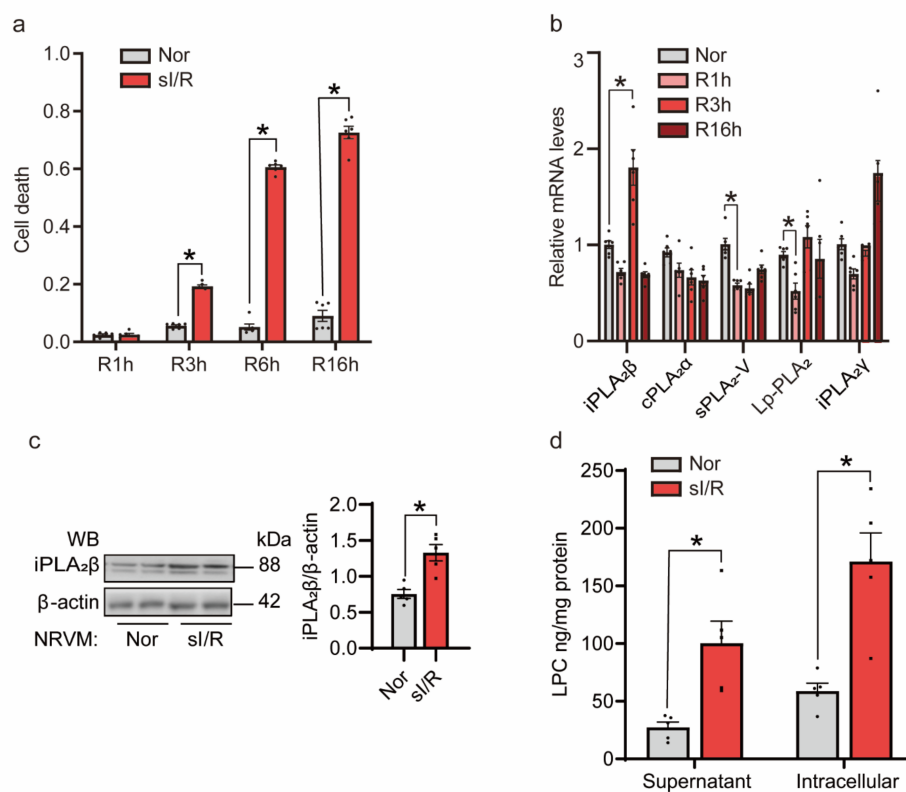 a
Nor
sI/R
Cell death
1.0
0.8
0.6
0.4
0.2
0.0
*
*
*
R1h
R3h
R6h
R16h
b
Nor
R1h
R3h
R16h
Relative mRNA leves
3
2
1
0
*
*
*
iPLA₂β
cPLA₂α
sPLA₂-V
Lp-PLA₂
iPLA₂γ
c
WB
kDa
iPLA₂β
88
β-actin
42
NRVM:
Nor
sI/R
iPLA₂β/β-actin
2.0
1.5
1.0
0.5
0.0
*
Nor
sI/R
d
Nor
sI/R
LPC ng/mg protein
250
200
150
100
50
0
*
*
Supernatant
Intracellular